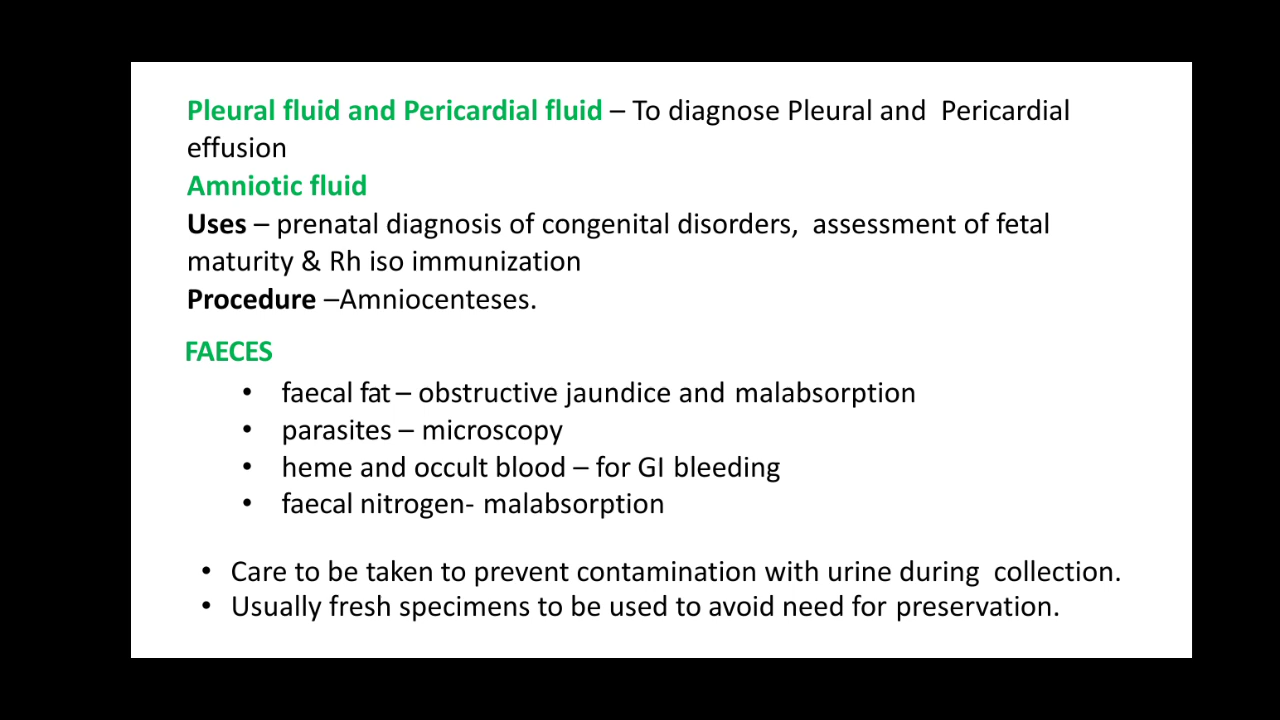 Pleural fluid and Pericardial fluid – To diagnose Pleural and Pericardial
effusion
Amniotic fluid
Uses – prenatal diagnosis of congenital disorders, assessment of fetal
maturity & Rh iso immunization
Procedure –Amniocenteses.
FAECES
• faecal fat – obstructive jaundice and malabsorption
• parasites – microscopy
• heme and occult blood – for GI bleeding
• faecal nitrogen- malabsorption
• Care to be taken to prevent contamination with urine during collection.
• Usually fresh specimens to be used to avoid need for preservation.